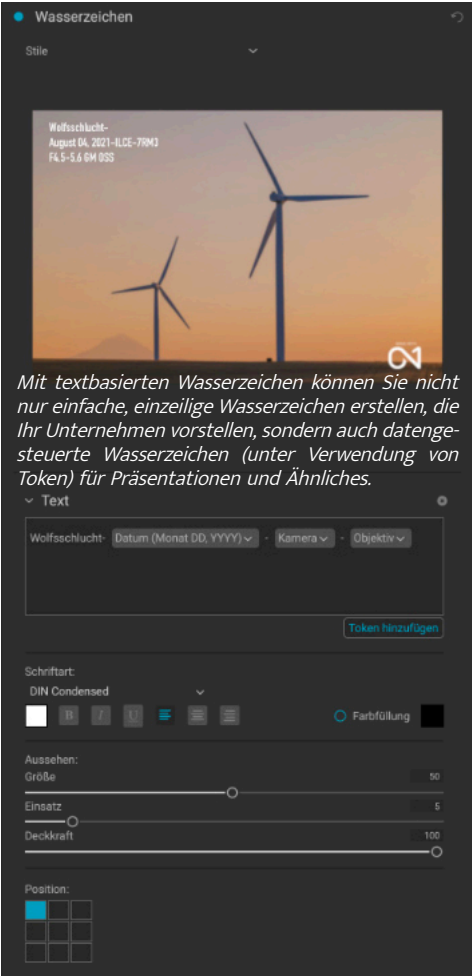 Wasserzeichen
Stile
Wolfsschlucht-
August 04, 2021-ILCE-7RM3
F4.5-5.6 GM OSS
Mit textbasierten Wasserzeichen können Sie nicht
nur einfache, einzeilige Wasserzeichen erstellen, die
Ihr Unternehmen vorstellen, sondern auch datenge-
steuerte Wasserzeichen (unter Verwendung von
Token) für Präsentationen und Ähnliches.
Text
Wolfsschlucht- Datum (Monat DD, YYYY) - Kamera - Objektiv
Token hinzufügen
Schriftart:
DIN Condensed
B I U Farbfüllung
Aussehen:
Größe 50
Einsatz 5
Deckkraft 100
Position: